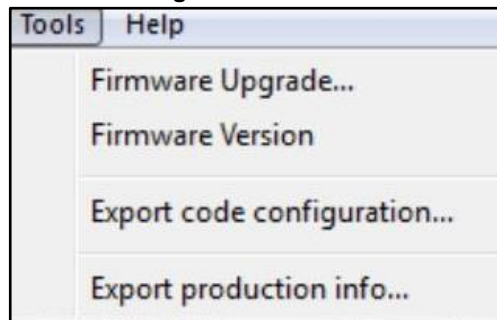 Tools Help
Firmware Upgrade...
Firmware Version
Export code configuration...
Export production info...